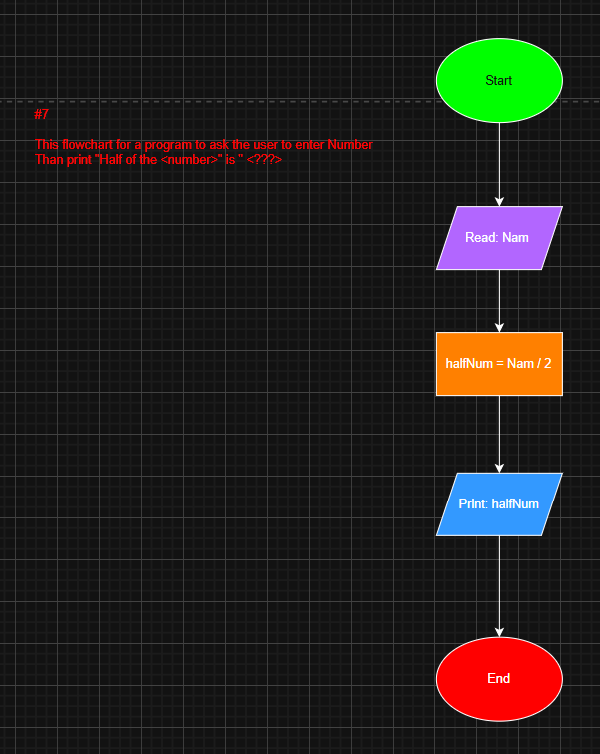 Start
#7
This flowchart for a program to ask the user to enter Number
Than print "Half of the <number>" is " <???>
Read: Nam
halfNum = Nam / 2
PrInt: halfNum
End